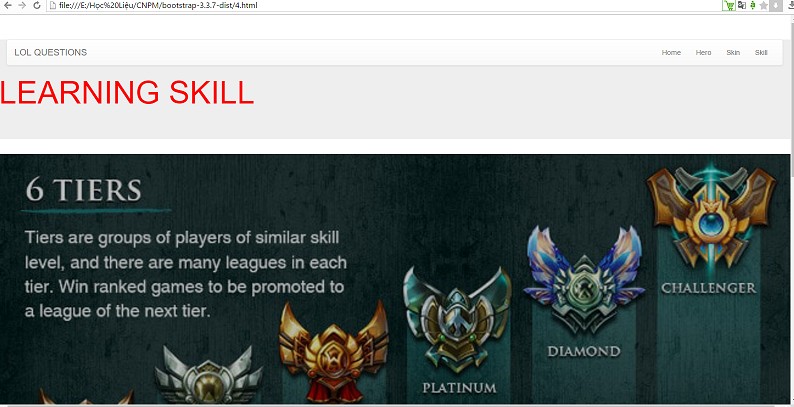 file:///E:/Học%20Liệu/CNPM/bootstrap-3.3.7-dist/4.html
LOL QUESTIONS
Home Hero Skin Skill
LEARNING SKILL
6 TIERS
Tiers are groups of players of similar skill
level, and there are many leagues in each
tier. Win ranked games to be promoted to
a league of the next tier.
CHALLENGER
DIAMOND
PLATINUM